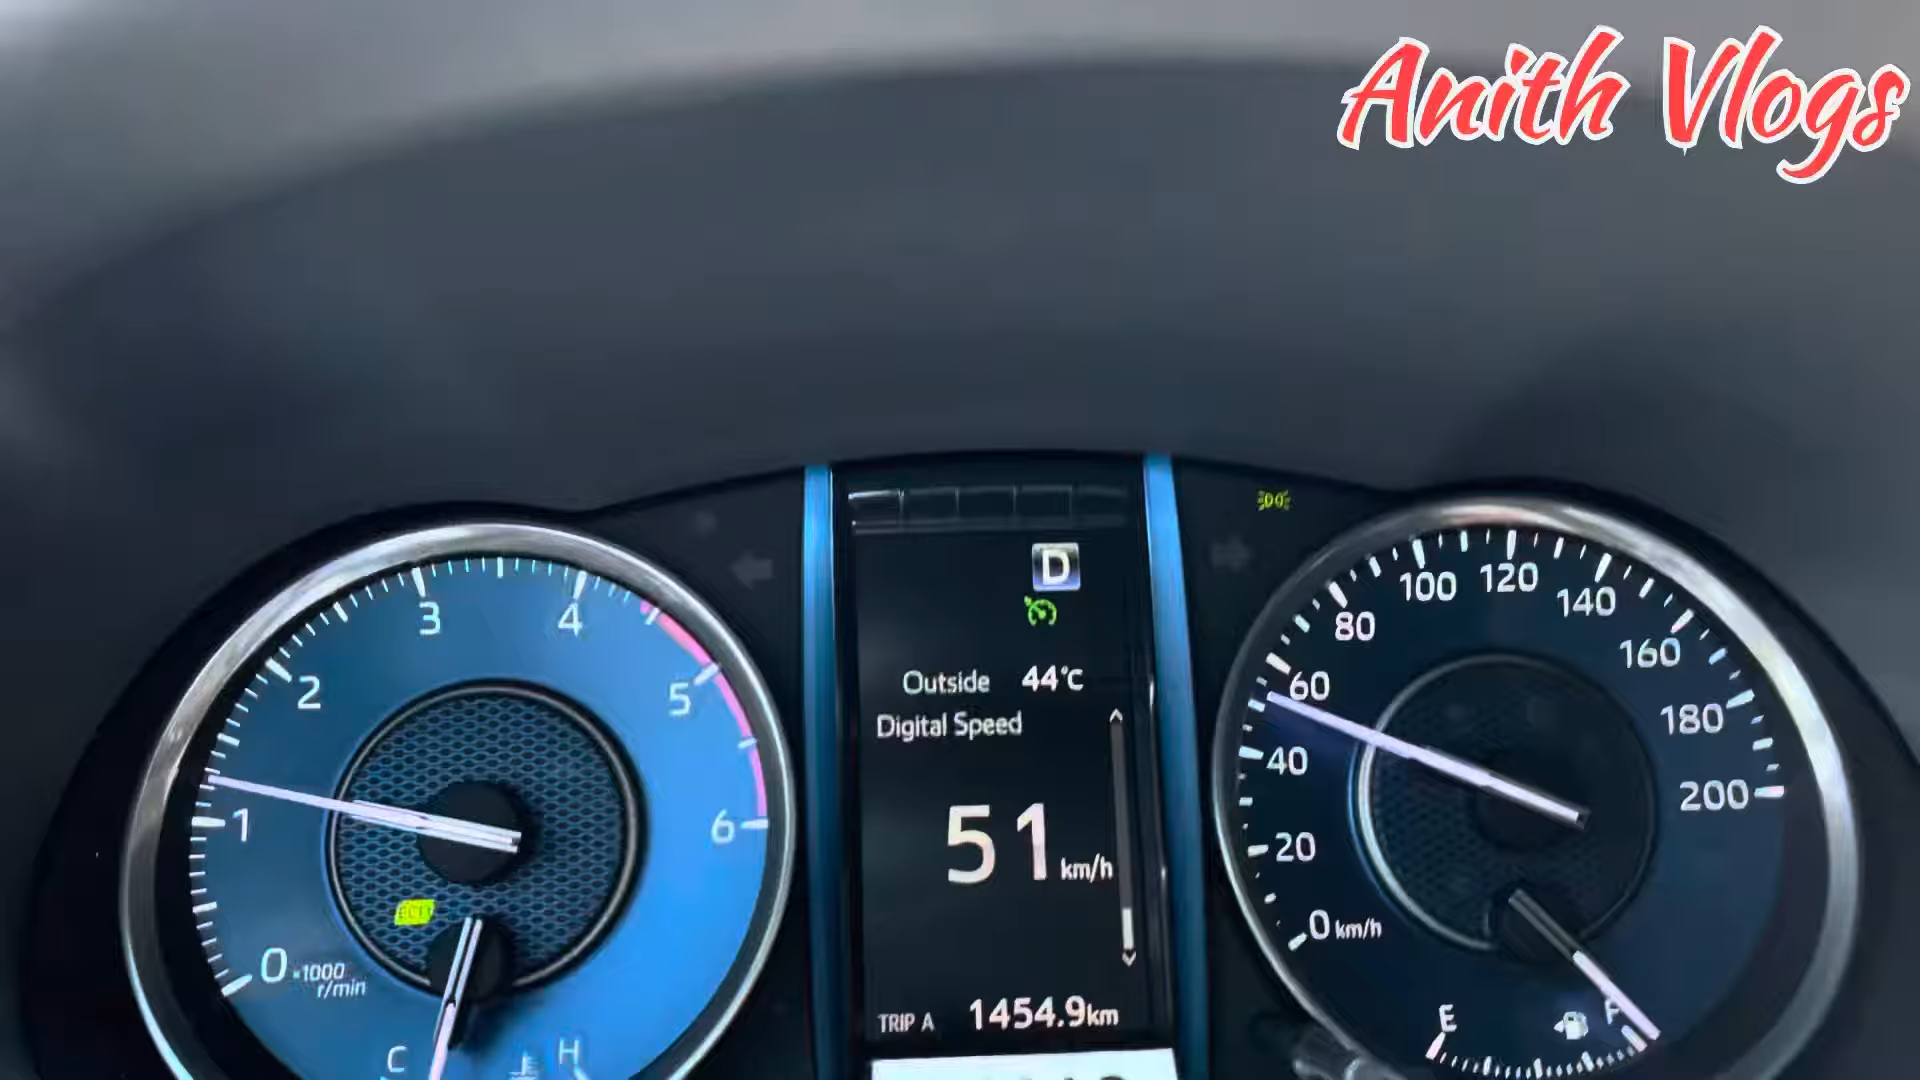 Anith Vlogs
D
Outside 44°C
Digital Speed
51 km/h
TRIP A 1454.9km
0 1 2 3 4 5 6
×1000
r/min
C H
0 20 40 60 80 100 120 140 160 180 200
km/h
E F